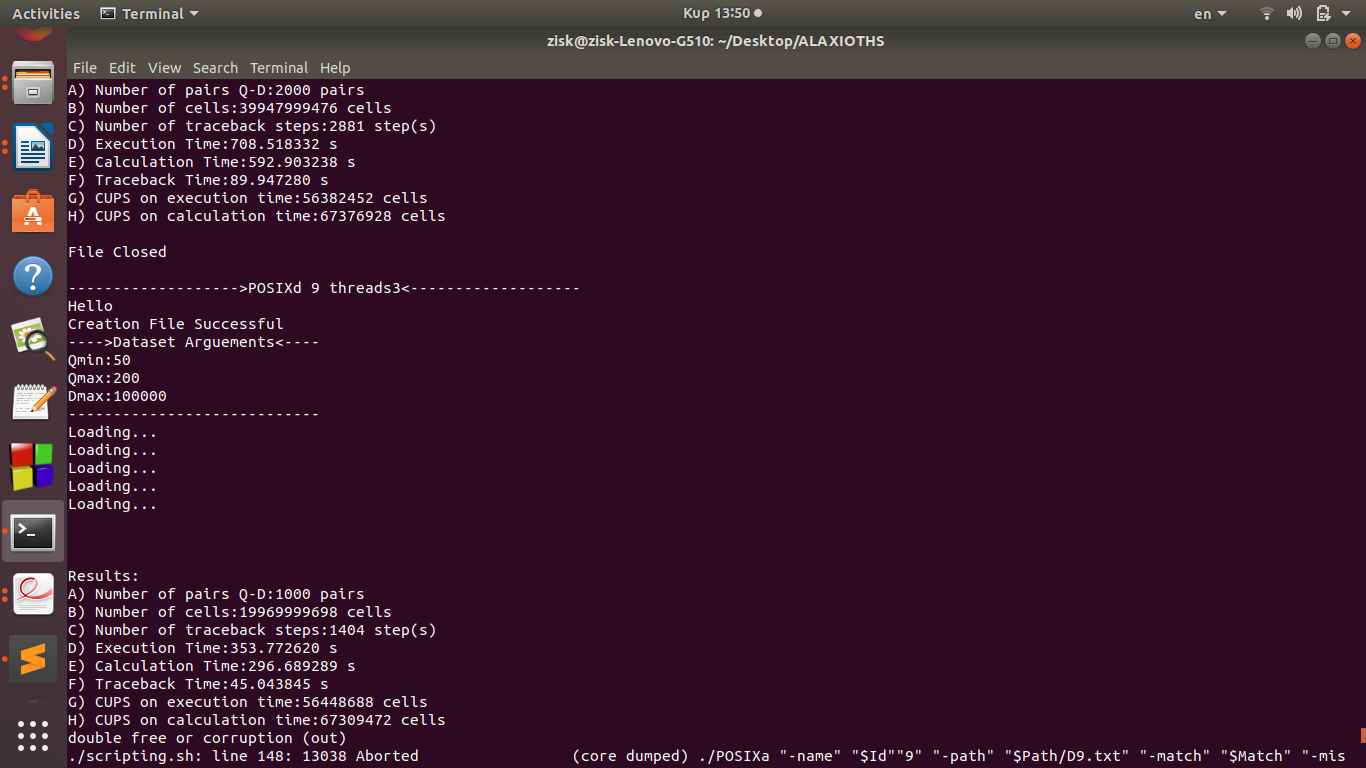 Activities
Terminal
Κυρ 13:50
en
zisk@zisk-Lenovo-G510: ~/Desktop/ALAXIOTHS
File Edit View Search Terminal Help
A) Number of pairs Q-D:2000 pairs
B) Number of cells:39947999476 cells
C) Number of traceback steps:2881 step(s)
D) Execution Time:708.518332 s
E) Calculation Time:592.903238 s
F) Traceback Time:89.947280 s
G) CUPS on execution time:56382452 cells
H) CUPS on calculation time:67376928 cells
File Closed
------------------->POSIXd 9 threads3<-------------------
Hello
Creation File Successful
---->Dataset Arguements<----
Qmin:50
Qmax:200
Dmax:100000
----------------------------
Loading...
Loading...
Loading...
Loading...
Loading...
Results:
A) Number of pairs Q-D:1000 pairs
B) Number of cells:19969999698 cells
C) Number of traceback steps:1404 step(s)
D) Execution Time:353.772620 s
E) Calculation Time:296.689289 s
F) Traceback Time:45.043845 s
G) CUPS on execution time:56448688 cells
H) CUPS on calculation time:67309472 cells
double free or corruption (out)
./scripting.sh: line 148: 13038 Aborted                 (core dumped) ./POSIXa "-name" "$Id""9" "-path" "$Path/D9.txt" "-match" "$Match" "-mis